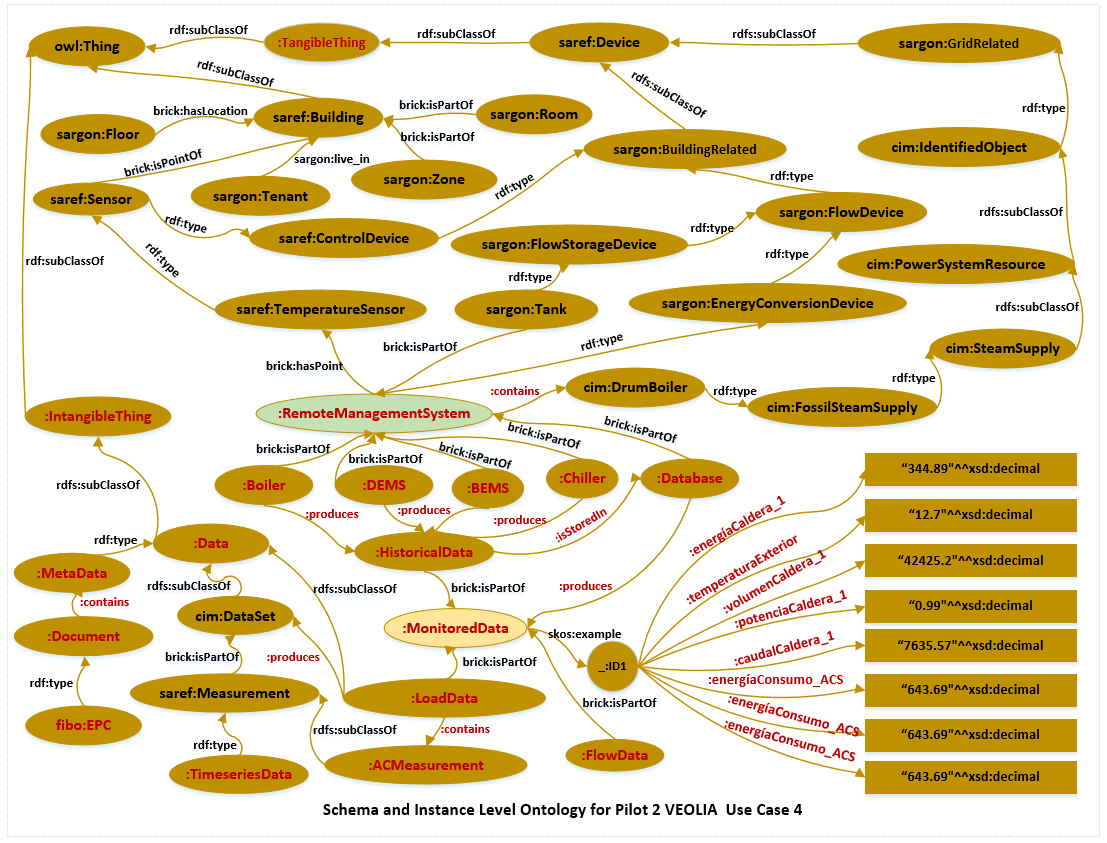 owl:Thing
rdf:subClassOf
:TangibleThing
rdf:subClassOf
saref:Device
rdfs:subClassOf
sargon:GridRelated
rdf:subClassOf
brick:hasLocation
saref:Building
brick:isPartOf
sargon:Room
rdfs:subClassOf
rdf:type
sargon:Floor
brick:isPartOf
sargon:BuildingRelated
cim:IdentifiedObject
brick:isPointOf
sargon:live_in
sargon:Zone
rdf:type
rdf:type
saref:Sensor
sargon:Tenant
sargon:FlowDevice
rdfs:subClassOf
rdf:type
saref:ControlDevice
sargon:FlowStorageDevice
rdf:type
rdf:subClassOf
rdf:type
cim:PowerSystemResource
rdf:type
rdf:type
saref:TemperatureSensor
sargon:Tank
sargon:EnergyConversionDevice
rdfs:subClassOf
brick:hasPoint
brick:isPartOf
rdf:type
cim:SteamSupply
rdf:type
:contains
cim:DrumBoiler
rdf:type
cim:FossilSteamSupply
:IntangibleThing
:RemoteManagementSystem
brick:isPartOf
brick:isPartOf
brick:isPartOf
brick:isPartOf
brick:isPartOf
rdfs:subClassOf
:Boiler
:DEMS
:BEMS
:Chiller
:Database
“344.89"^^xsd:decimal
:produces
:produces
:produces
:isStoredIn
:energíaCaldera_1
“12.7"^^xsd:decimal
rdf:type
:Data
:HistoricalData
:temperaturaExterior
“42425.2"^^xsd:decimal
:MetaData
rdfs:subClassOf
rdfs:subClassOf
brick:isPartOf
:produces
:volumenCaldera_1
:contains
cim:DataSet
:potenciaCaldera_1
“0.99"^^xsd:decimal
:Document
:MonitoredData
skos:example
:caudalCaldera_1
“7635.57"^^xsd:decimal
brick:isPartOf
:produces
brick:isPartOf
_:ID1
:energíaConsumo_ACS
“643.69"^^xsd:decimal
rdf:type
saref:Measurement
:LoadData
brick:isPartOf
:energíaConsumo_ACS
“643.69"^^xsd:decimal
fibo:EPC
rdfs:subClassOf
:contains
:energíaConsumo_ACS
rdf:type
:FlowData
:TimeseriesData
:ACMeasurement
“643.69"^^xsd:decimal
Schema and Instance Level Ontology for Pilot 2 VEOLIA Use Case 4